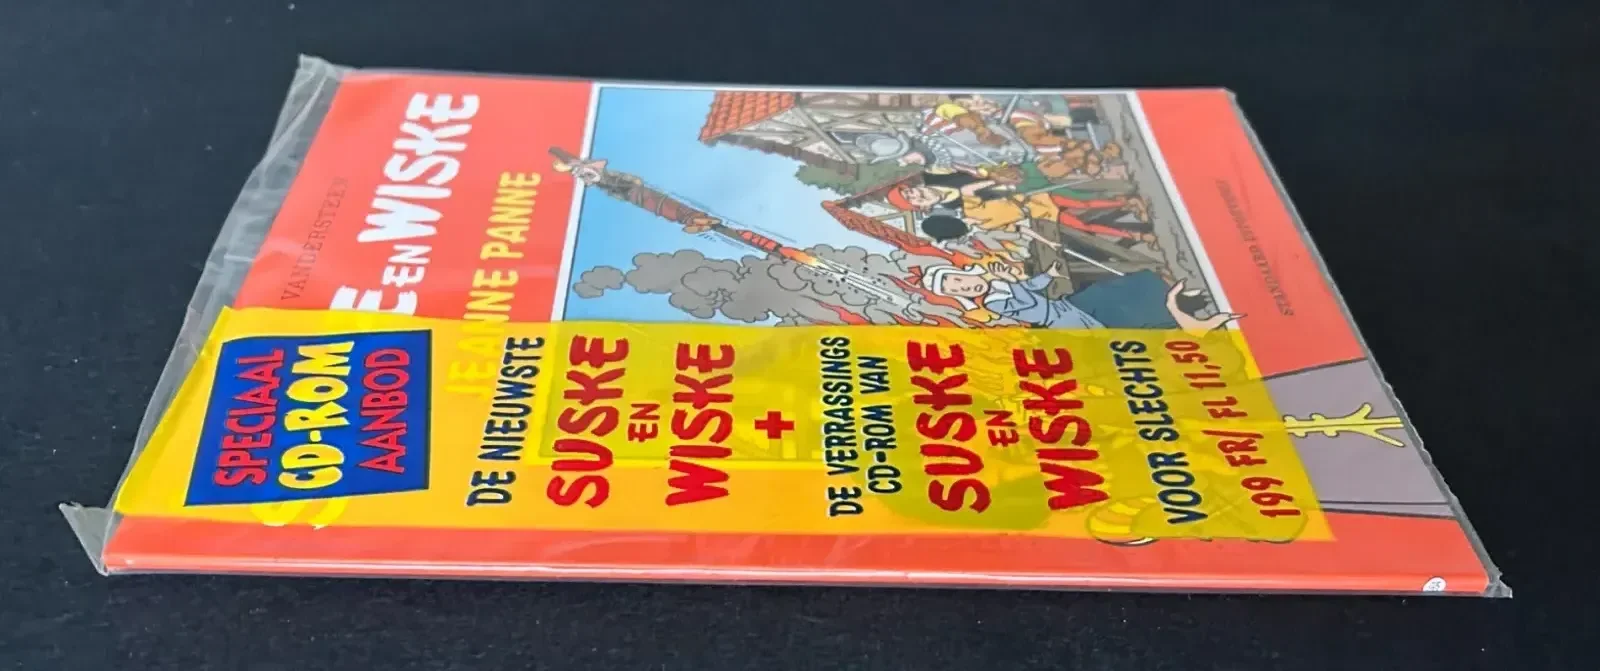 VANDERSTEEN
E EN WISKE
JEANNE PANNE
STANDAARD UITGEVERIJ
SPECIAAL
CD-ROM
AANBOD
DE NIEUWSTE
SUSKE
EN
WISKE
+
DE VERRASSINGS
CD-ROM VAN
SUSKE
EN
WISKE
VOOR SLECHTS
199 FR/ FL 11,50